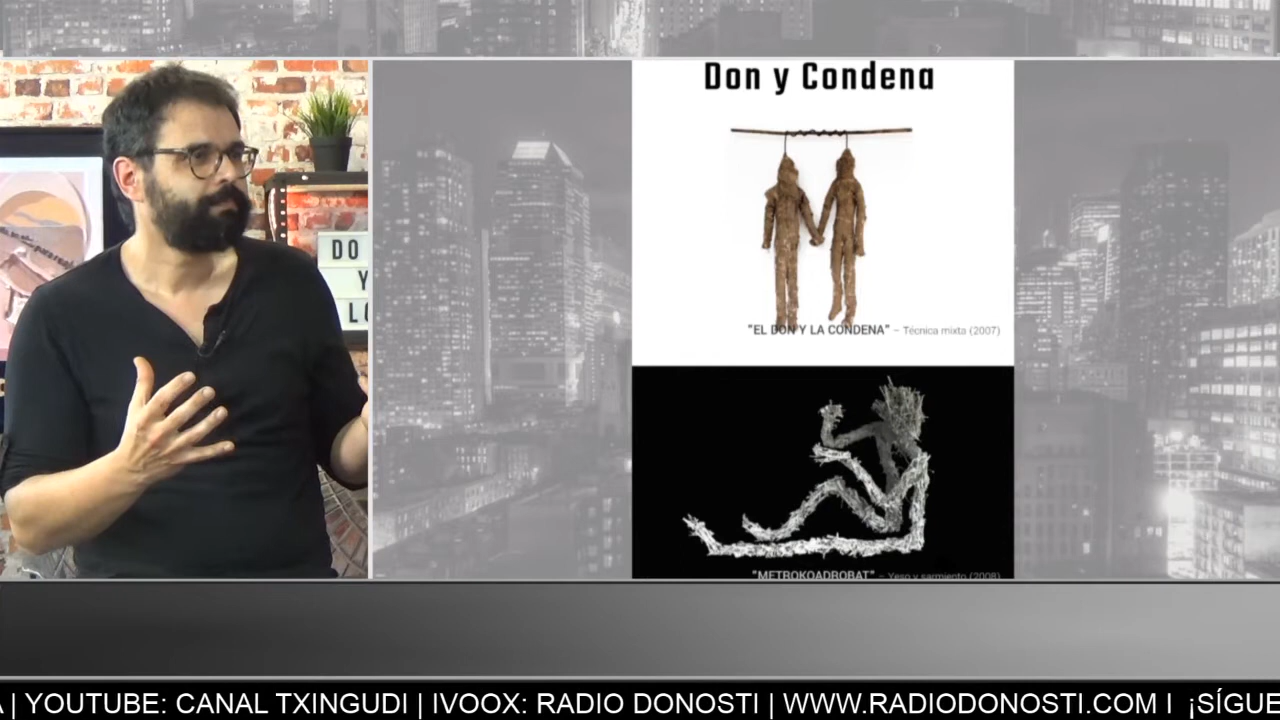 Don y Condena
"EL DON Y LA CONDENA" – Técnica mixta (2007)
"METROKOADROBAT" – Yeso y sarmiento (2008)
DO
Y
A | YOUTUBE: CANAL TXINGUDI | IVOOX: RADIO DONOSTI | WWW.RADIODONOSTI.COM I ¡SÍGUE